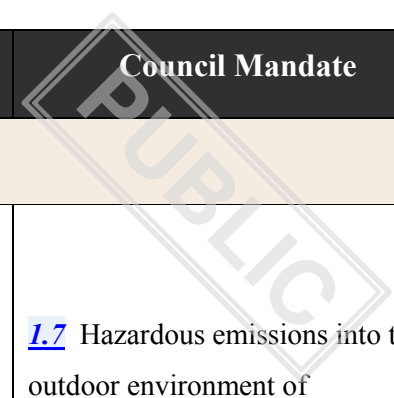 Council Mandate
PUBLIC
1.7 Hazardous emissions into t
outdoor environment of